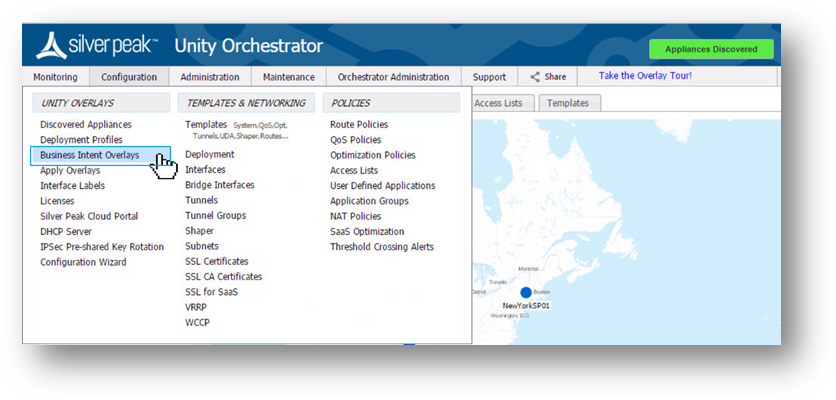 silver peak™ Unity Orchestrator
Appliances Discovered
Monitoring Configuration Administration Maintenance Orchestrator Administration Support Share Take the Overlay Tour!
UNITY OVERLAYS
Discovered Appliances
Deployment Profiles
Business Intent Overlays
Apply Overlays
Interface Labels
Licenses
Silver Peak Cloud Portal
DHCP Server
IPSec Pre-shared Key Rotation
Configuration Wizard
TEMPLATES & NETWORKING
Templates System,QoS,Opt,
Tunnels,UDA,Shaper,Routes...
Deployment
Interfaces
Bridge Interfaces
Tunnels
Tunnel Groups
Shaper
Subnets
SSL Certificates
SSL CA Certificates
SSL for SaaS
VRRP
WCCP
POLICIES
Route Policies
QoS Policies
Optimization Policies
Access Lists
User Defined Applications
Application Groups
NAT Policies
SaaS Optimization
Threshold Crossing Alerts
Access Lists Templates
Montreal
Toronto
Boston
NewYorkSP01
Washington, D.C.